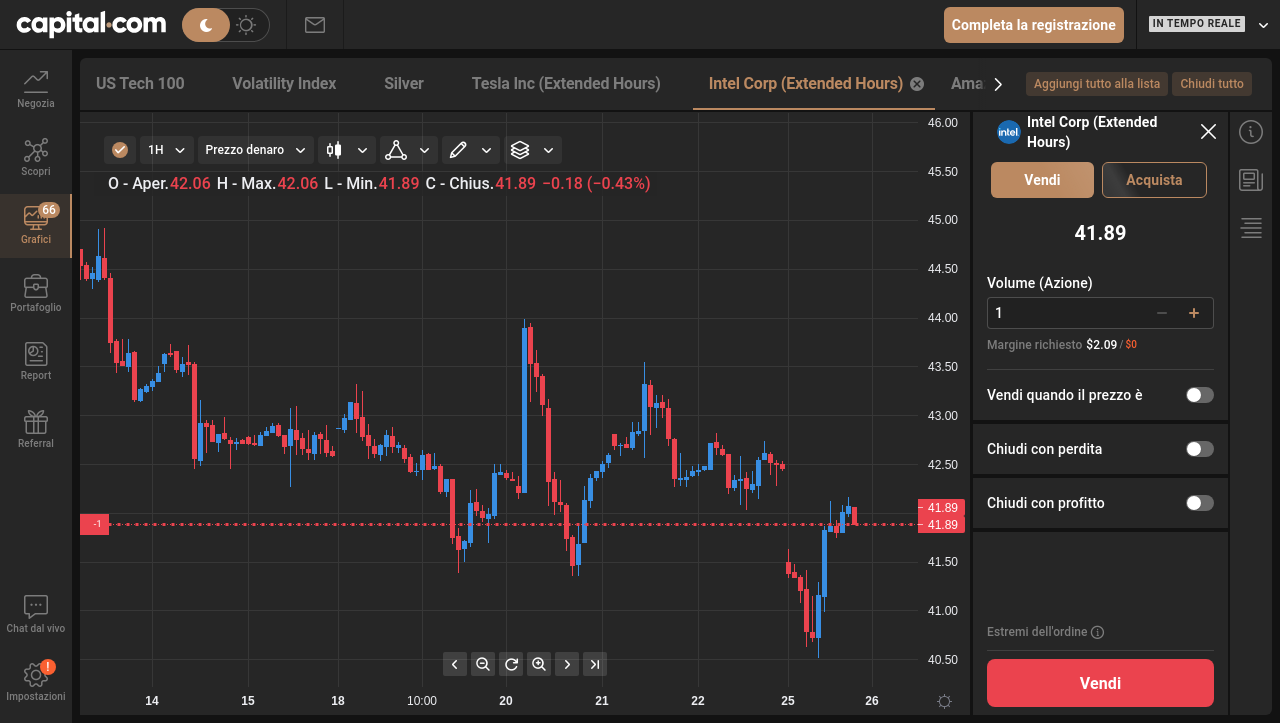 capital.com
Completa la registrazione
IN TEMPO REALE
Negozia
Scopri
66
Grafici
Portafoglio
Report
Referral
Chat dal vivo
!
Impostazioni
US Tech 100
Volatility Index
Silver
Tesla Inc (Extended Hours)
Intel Corp (Extended Hours)
Ama
Aggiungi tutto alla lista
Chiudi tutto
1H
Prezzo denaro
O - Aper.42.06 H - Max.42.06 L - Min.41.89 C - Chius.41.89 −0.18 (−0.43%)
46.00
45.50
45.00
44.50
44.00
43.50
43.00
42.50
41.89
-1
41.89
41.50
41.00
40.50
14
15
18
10:00
20
21
22
25
26
intel
Intel Corp (Extended
Hours)
Vendi
Acquista
41.89
Volume (Azione)
1
Margine richiesto $2.09 / $0
Vendi quando il prezzo è
Chiudi con perdita
Chiudi con profitto
Estremi dell'ordine
Vendi